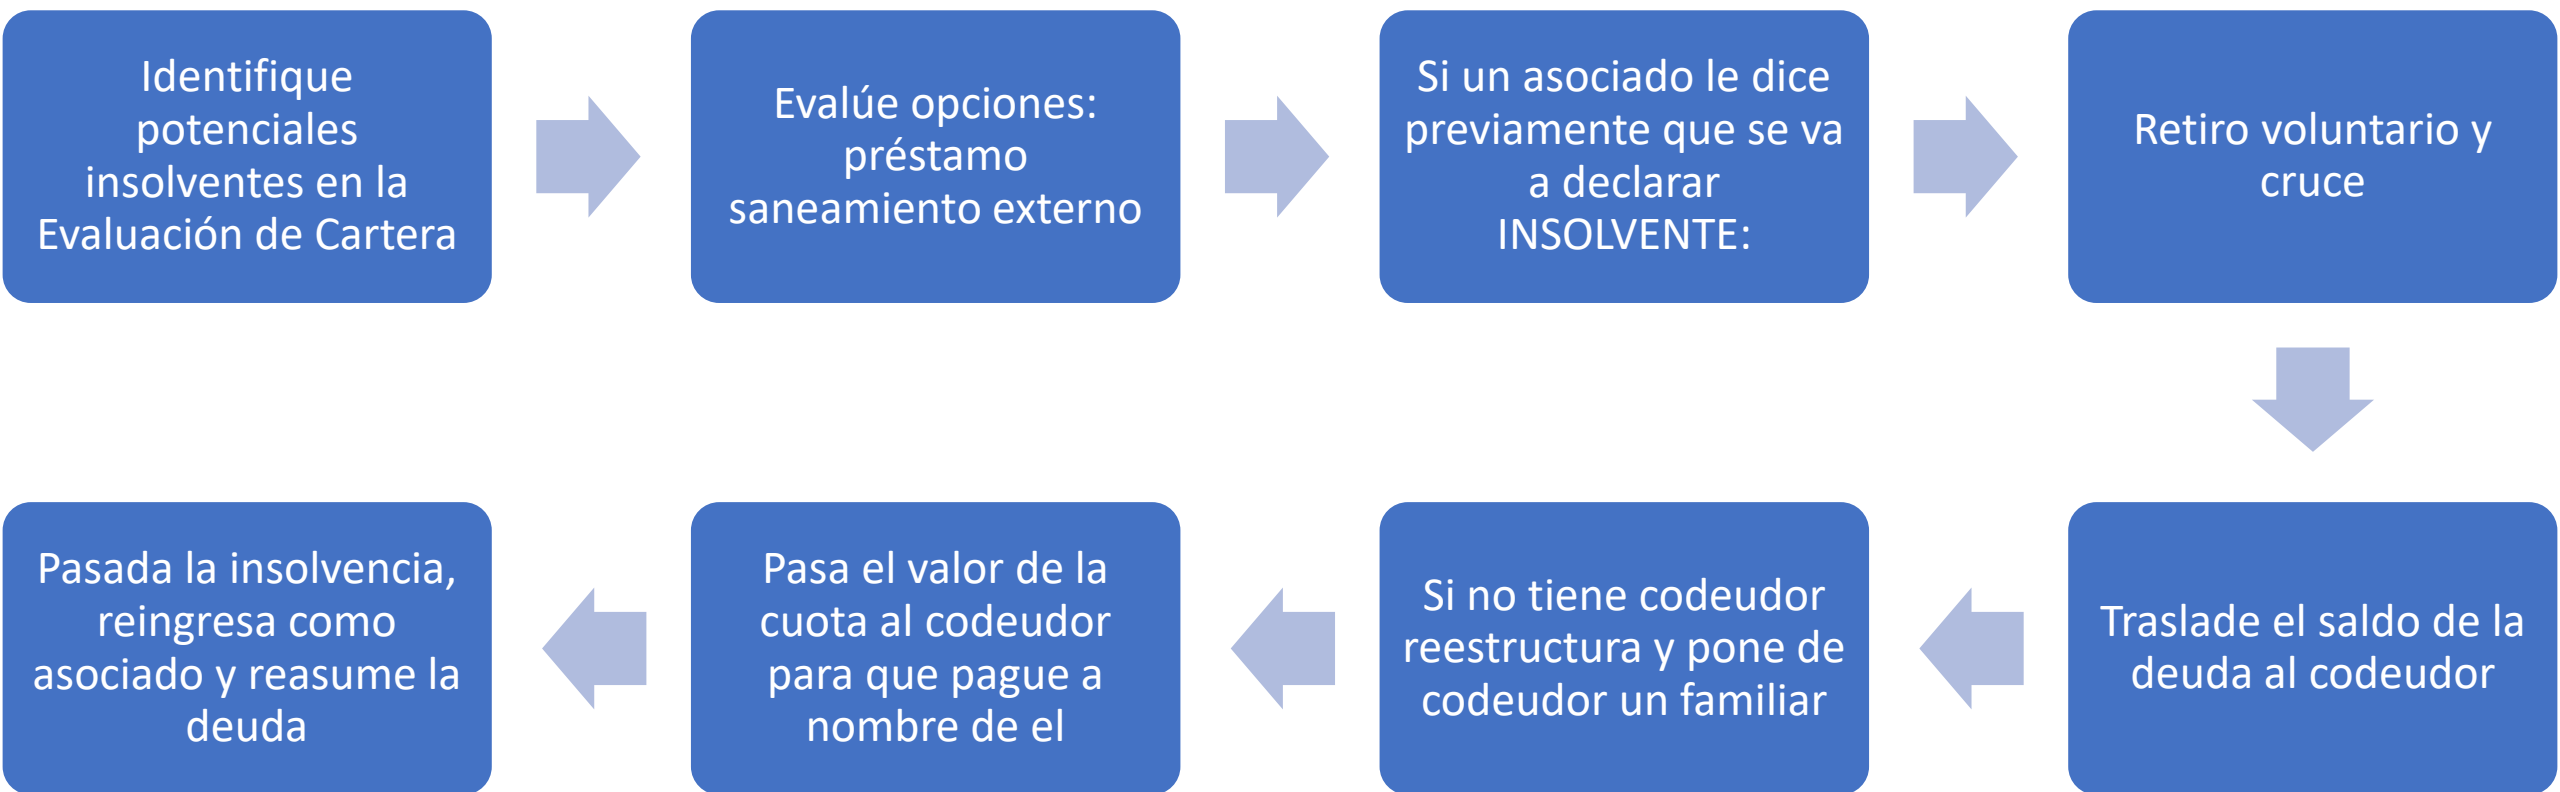 Identifique
potenciales
insolventes en la
Evaluación de Cartera
Evalúe opciones:
préstamo
saneamiento externo
Si un asociado le dice
previamente que se va
a declarar
INSOLVENTE:
Retiro voluntario y
cruce
Traslade el saldo de la
deuda al codeudor
Si no tiene codeudor
reestructura y pone de
codeudor un familiar
Pasa el valor de la
cuota al codeudor
para que pague a
nombre de el
Pasada la insolvencia,
reingresa como
asociado y reasume la
deuda